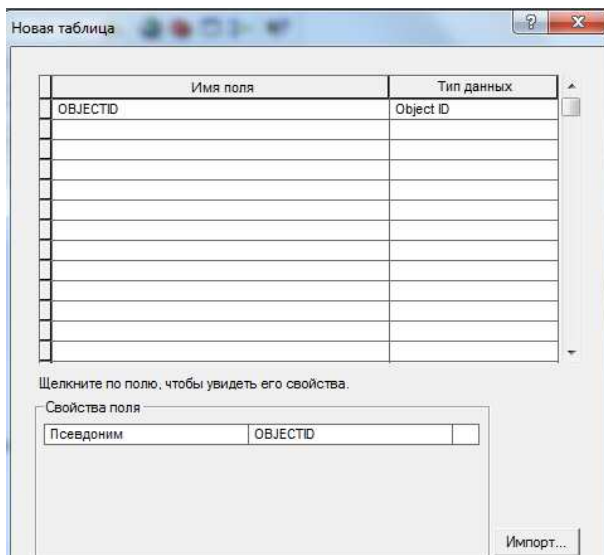 Новая таблица
Имя поля Тип данных
OBJECTID Object ID
Щелкните по полю, чтобы увидеть его свойства.
Свойства поля
Псевдоним OBJECTID
Импорт...